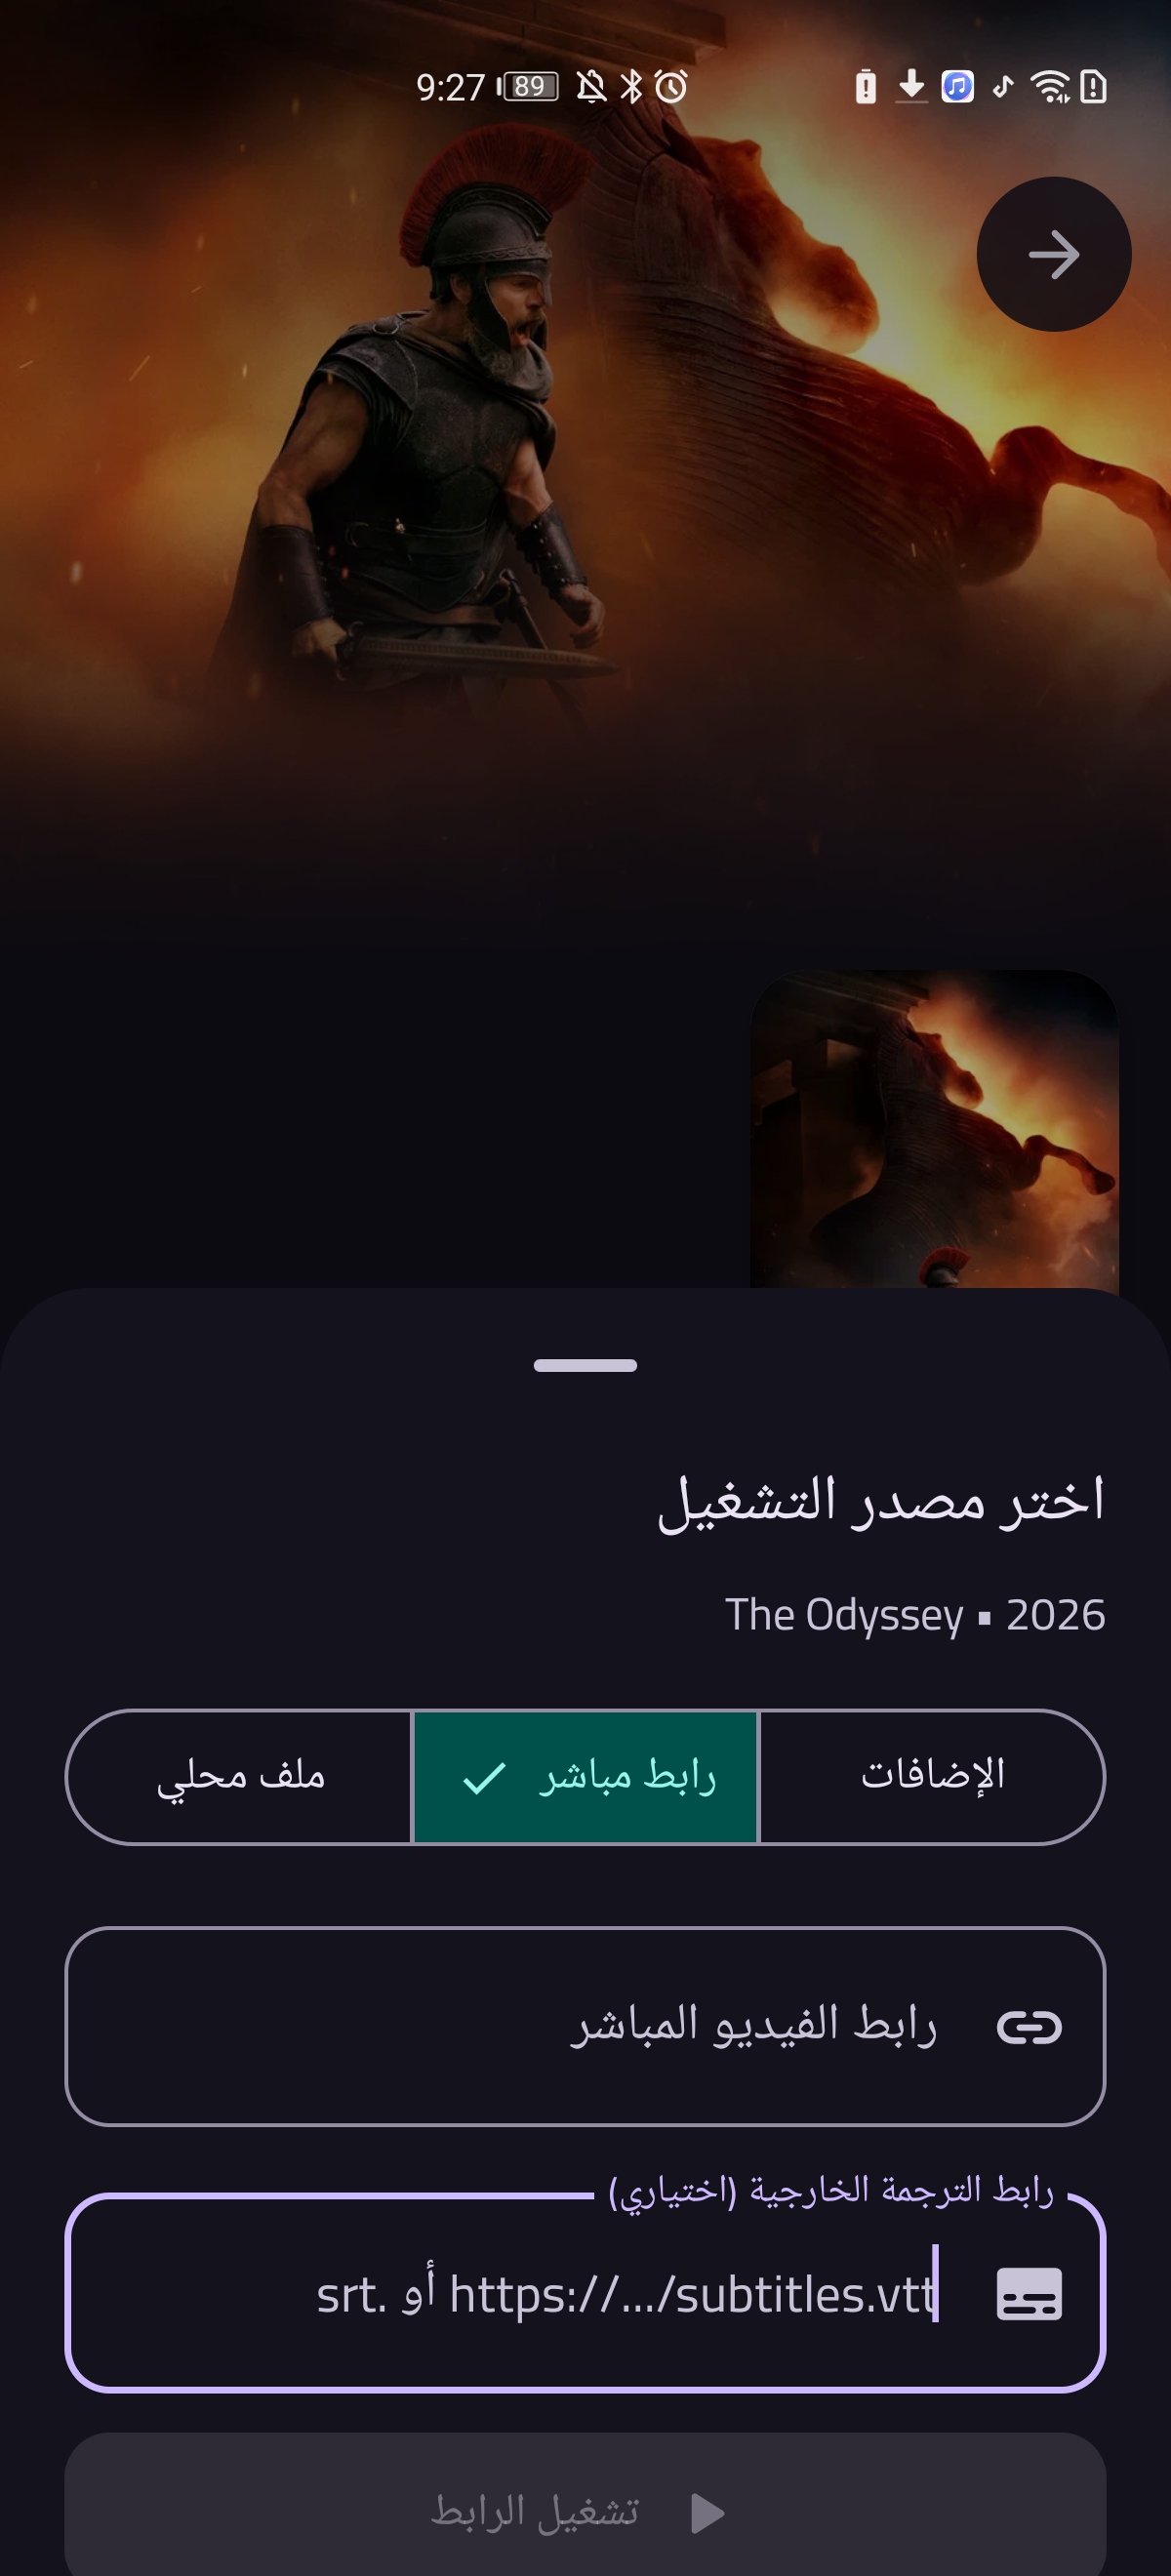 9:27 89
اختر مصدر التشغيل
The Odyssey ▪ 2026
الإضافات
رابط مباشر
ملف محلي
رابط الفيديو المباشر
رابط الترجمة الخارجية (اختياري)
https://.../subtitles.vtt أو .srt
تشغيل الرابط